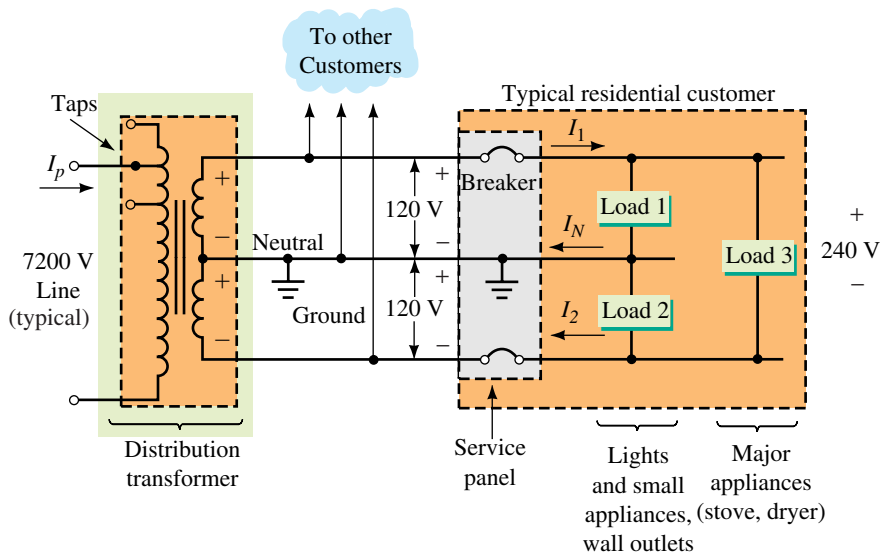 To other
Customers
Taps
Typical residential customer
I1
Ip
+
+
Breaker
120 V
Load 1
−
Neutral
−
IN
+
240 V
−
7200 V
Line
(typical)
Load 3
+
+
120 V
Ground
I2
Load 2
−
−
Distribution
transformer
Service
panel
Lights
and small
appliances,
wall outlets
Major
appliances
(stove, dryer)